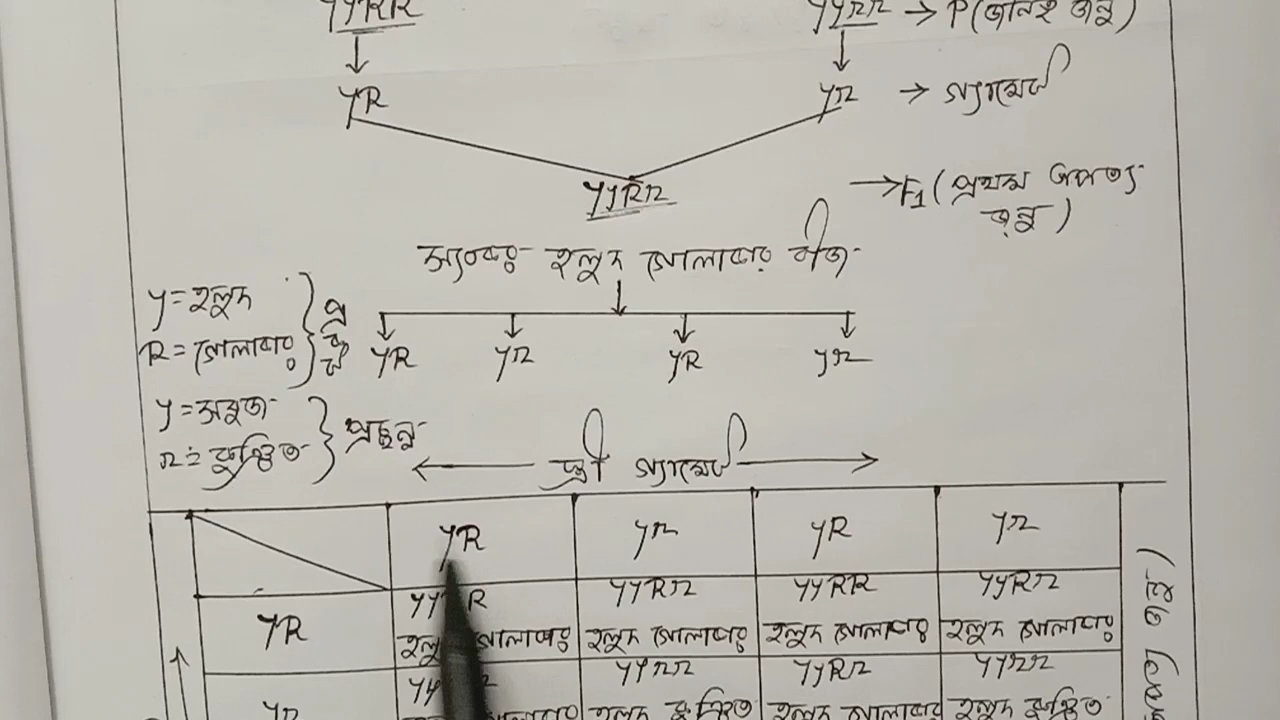 YYRR yyrr → P (জনিতৃ জনু)
YR yr → গ্যামেট
YyRr → F1 (প্রথম অপত্য
জনু)
সংকর হলুদ গোলাকার বীজ
y = হলুদ
R = গোলাকার
প্রকট
YR Yr yR yr
y = সবুজ
r = কুঞ্চিত
প্রচ্ছন্ন
স্ত্রী গ্যামেট
YR Yr yR yr
YR
YYRr YyRR YyRr
গোলাকার হলুদ গোলাকার হলুদ গোলাকার হলুদ গোলাকার
Yr
YYrr YyRr Yyrr
গোলাকার হলুদ কুঞ্চিত হলুদ গোলাকার হলুদ কুঞ্চিত